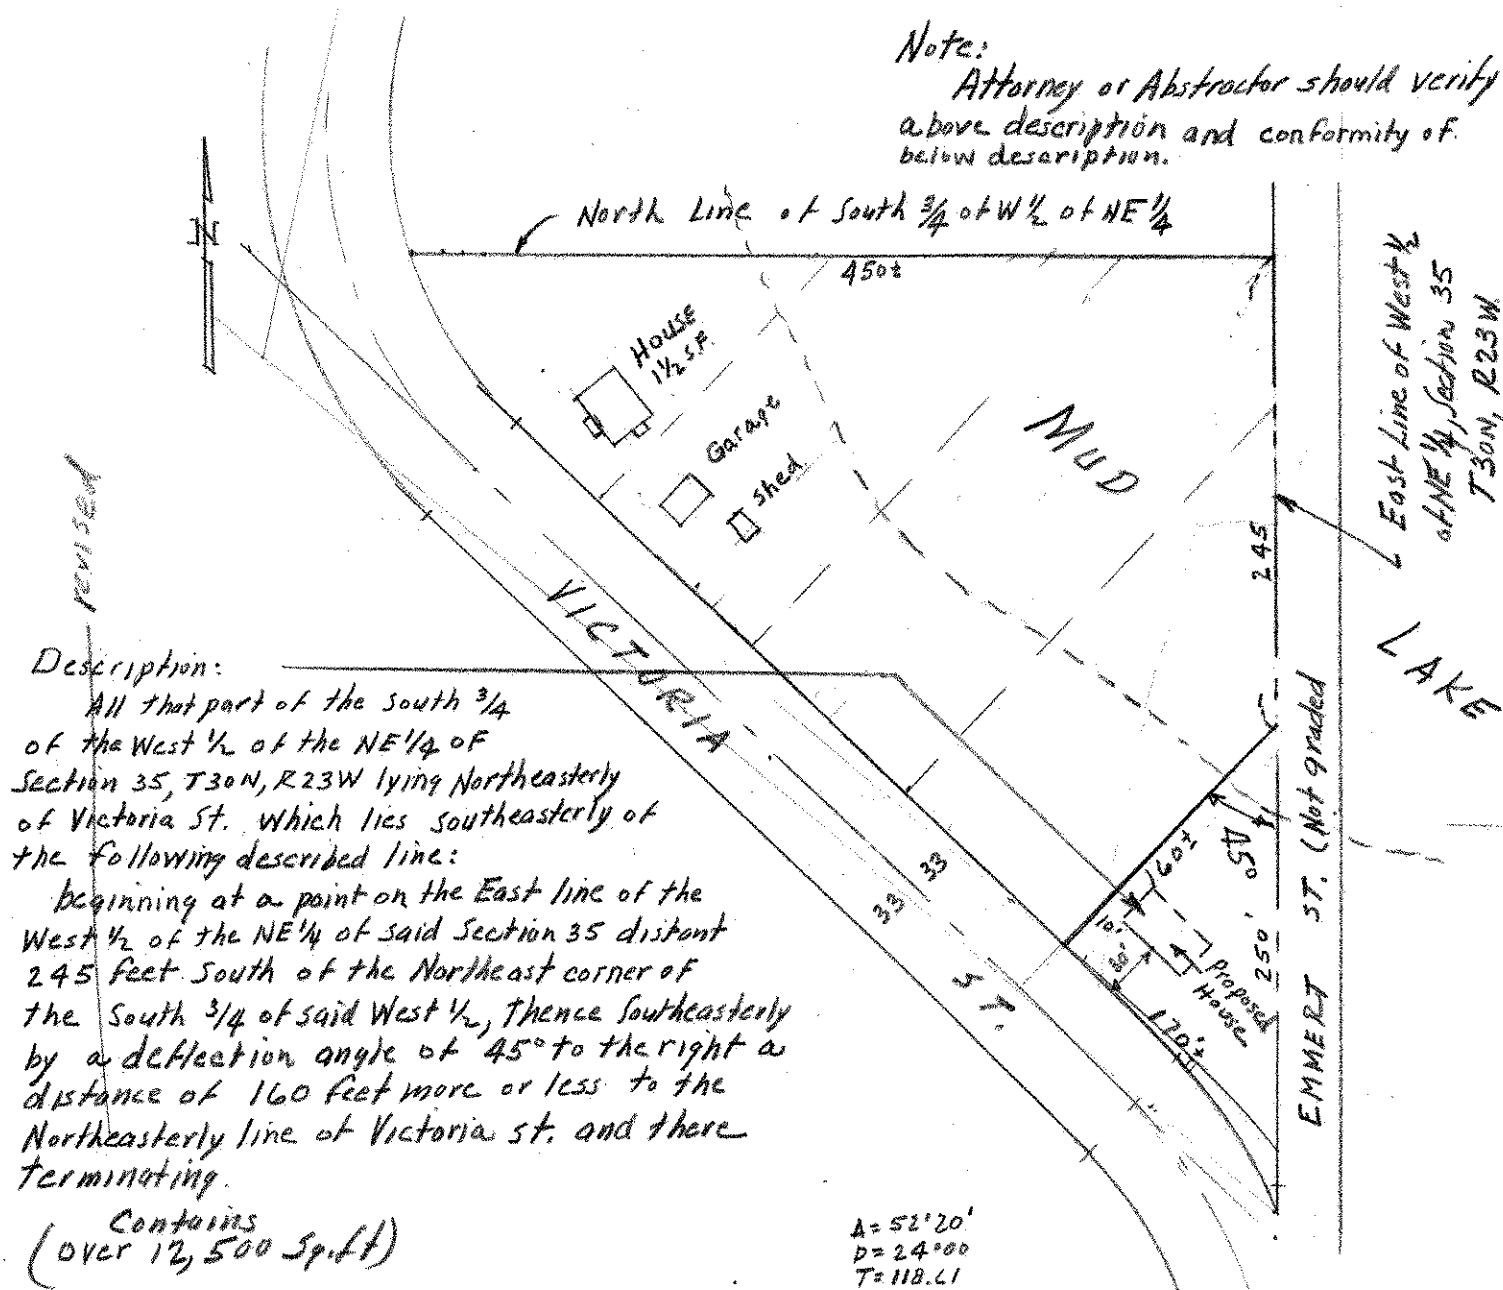 Note:
Attorney or Abstractor should verify
above description and conformity of
below description.
North Line of South 3/4 of W 1/2 of NE 1/4
450±
N
House
1 1/2 S.F.
Garage
shed
MUD
LAKE
East Line of West 1/2
of NE 1/4, Section 35
T30N, R23W
245
revised
VICTORIA
ST.
Description:
All that part of the South 3/4
of the West 1/2 of the NE 1/4 of
Section 35, T30N, R23W lying Northeasterly
of Victoria St. which lies southeasterly of
the following described line:
beginning at a point on the East line of the
West 1/2 of the NE 1/4 of said Section 35 distant
245 feet South of the Northeast corner of
the South 3/4 of said West 1/2, thence Southeasterly
by a deflection angle of 45° to the right a
distance of 160 feet more or less to the
Northeasterly line of Victoria St. and there
terminating.
Contains
(over 12,500 Sq.ft)
33
33
160±
45°
10'
30'
Proposed
House
170'±
250'
EMMERT ST. (Not graded
Δ = 52°20'
D = 24°00
T = 118.61